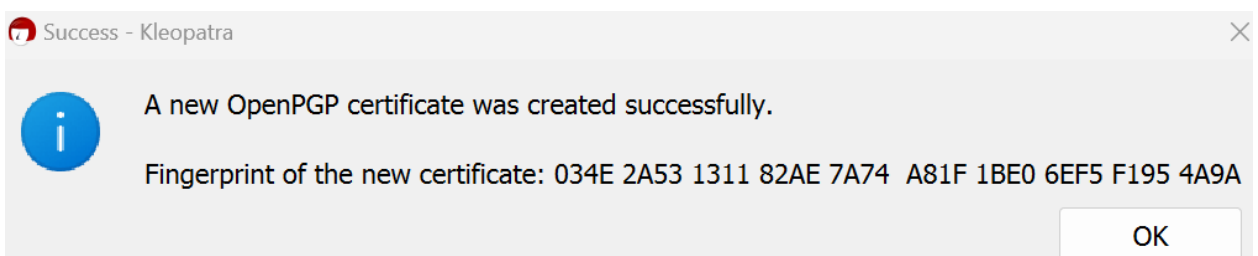 Success - Kleopatra
A new OpenPGP certificate was created successfully.
Fingerprint of the new certificate: 034E 2A53 1311 82AE 7A74  A81F 1BE0 6EF5 F195 4A9A
OK